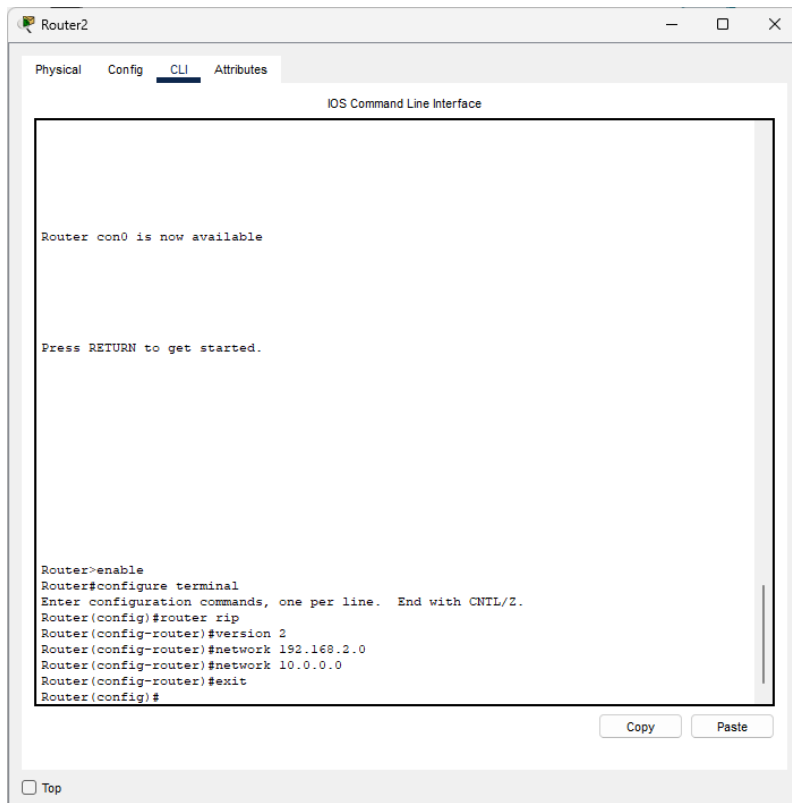 Router2
Physical Config CLI Attributes
IOS Command Line Interface
Router con0 is now available
Press RETURN to get started.
Router>enable
Router#configure terminal
Enter configuration commands, one per line.  End with CNTL/Z.
Router(config)#router rip
Router(config-router)#version 2
Router(config-router)#network 192.168.2.0
Router(config-router)#network 10.0.0.0
Router(config-router)#exit
Router(config)#
Copy Paste
Top